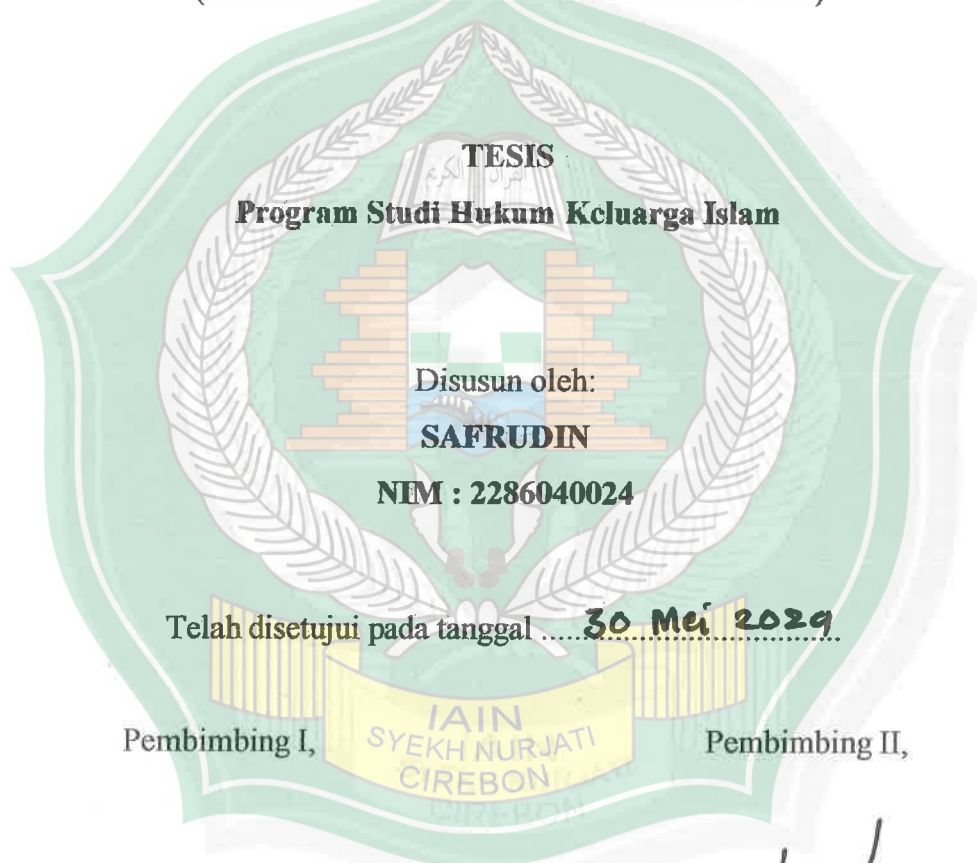 TESIS
Program Studi Hukum Keluarga Islam
Disusun oleh:
SAFRUDIN
NIM : 2286040024
Telah disetujui pada tanggal ..... 30 Mei 2029
Pembimbing I,
Pembimbing II,
IAIN
SYEKH NURJATI
CIREBON